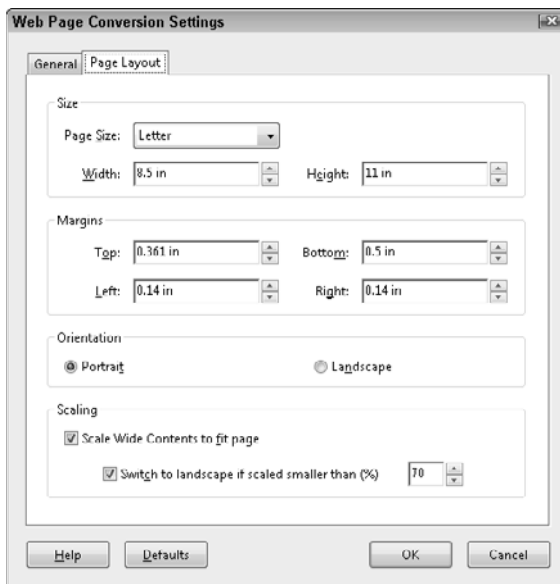 Web Page Conversion Settings
General Page Layout
Size
Page Size: Letter
Width: 8.5 in Height: 11 in
Margins
Top: 0.361 in Bottom: 0.5 in
Left: 0.14 in Right: 0.14 in
Orientation
Portrait Landscape
Scaling
Scale Wide Contents to fit page
Switch to landscape if scaled smaller than (%) 70
Help Defaults OK Cancel